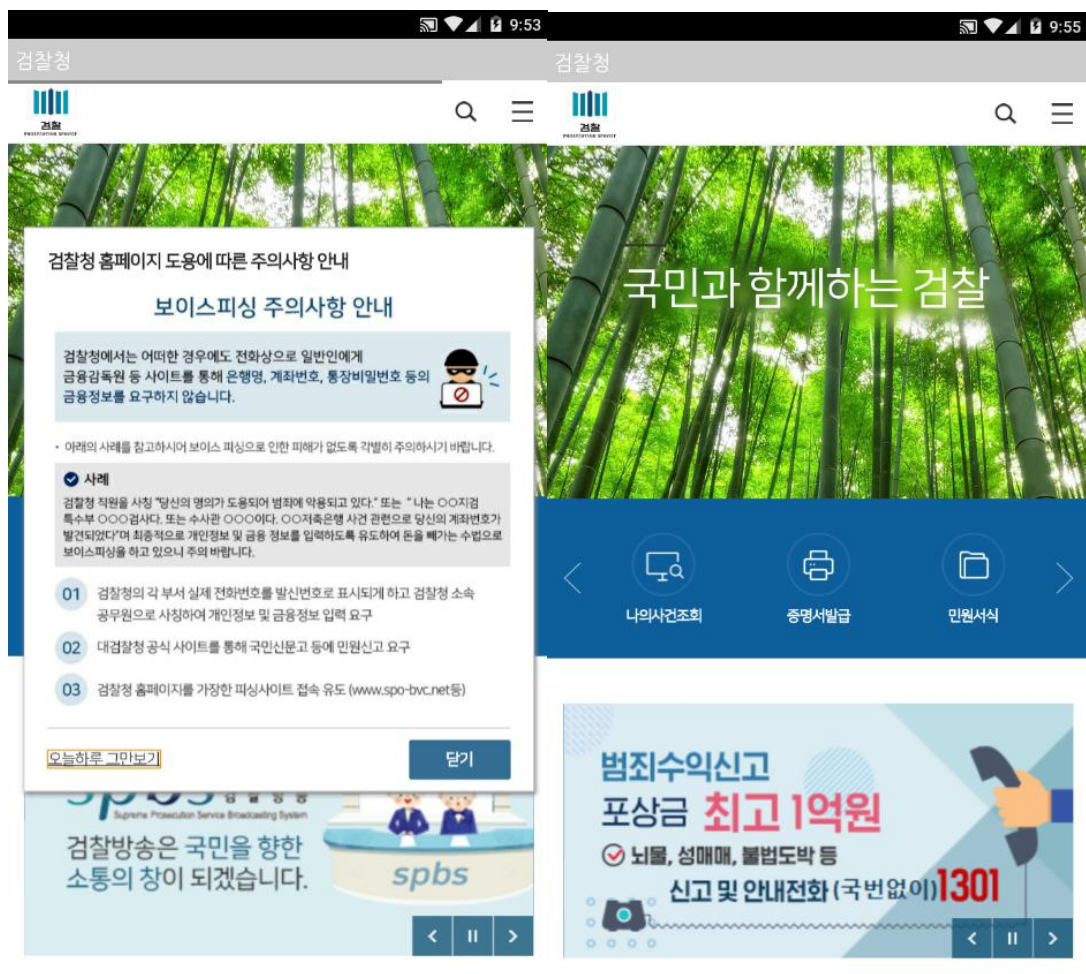 9:53
검찰청
검찰
PROSECUTION SERVICE
검찰청 홈페이지 도용에 따른 주의사항 안내
보이스피싱 주의사항 안내
검찰청에서는 어떠한 경우에도 전화상으로 일반인에게
금융감독원 등 사이트를 통해 은행명, 계좌번호, 통장비밀번호 등의
금융정보를 요구하지 않습니다.
• 아래의 사례를 참고하시어 보이스 피싱으로 인한 피해가 없도록 각별히 주의하시기 바랍니다.
사례
검찰청 직원을 사칭 "당신의 명의가 도용되어 범죄에 악용되고 있다." 또는 " 나는 ○○지검
특수부 ○○○검사다. 또는 수사관 ○○○이다. ○○저축은행 사건 관련으로 당신의 계좌번호가
발견되었다"며 최종적으로 개인정보 및 금융 정보를 입력하도록 유도하여 돈을 빼가는 수법으로
보이스피싱을 하고 있으니 주의 바랍니다.
01 검찰청의 각 부서 실제 전화번호를 발신번호로 표시되게 하고 검찰청 소속
공무원으로 사칭하여 개인정보 및 금융정보 입력 요구
02 대검찰청 공식 사이트를 통해 국민신문고 등에 민원신고 요구
03 검찰청 홈페이지를 가장한 피싱사이트 접속 유도 (www.spo-bvc.net등)
오늘하루 그만보기
닫기
Supreme Prosecution Service Broadcasting System
검찰방송은 국민을 향한
소통의 창이 되겠습니다.
spbs
9:55
검찰청
검찰
PROSECUTION SERVICE
국민과 함께하는 검찰
나의사건조회
증명서발급
민원서식
범죄수익신고
포상금 최고 1억원
뇌물, 성매매, 불법도박 등
신고 및 안내전화 (국번없이)1301